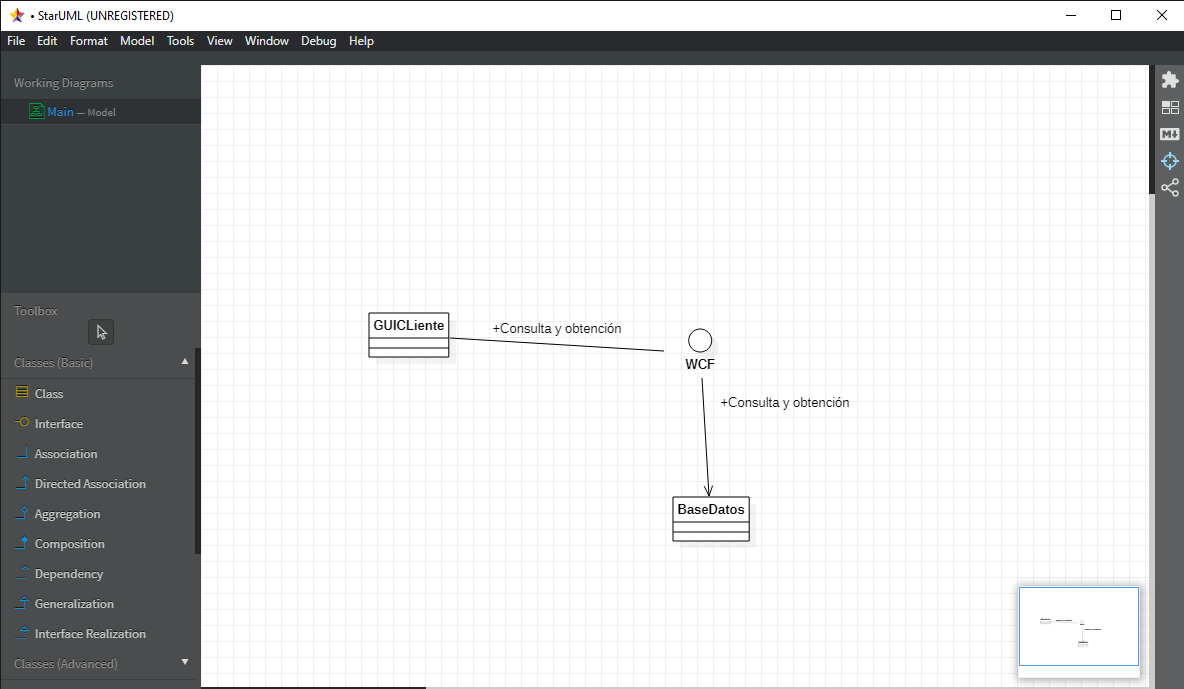 • StarUML (UNREGISTERED)
File Edit Format Model Tools View Window Debug Help
Working Diagrams
Main — Model
Toolbox
Classes (Basic)
Class
Interface
Association
Directed Association
Aggregation
Composition
Dependency
Generalization
Interface Realization
Classes (Advanced)
GUICLiente
+Consulta y obtención
WCF
+Consulta y obtención
BaseDatos
M